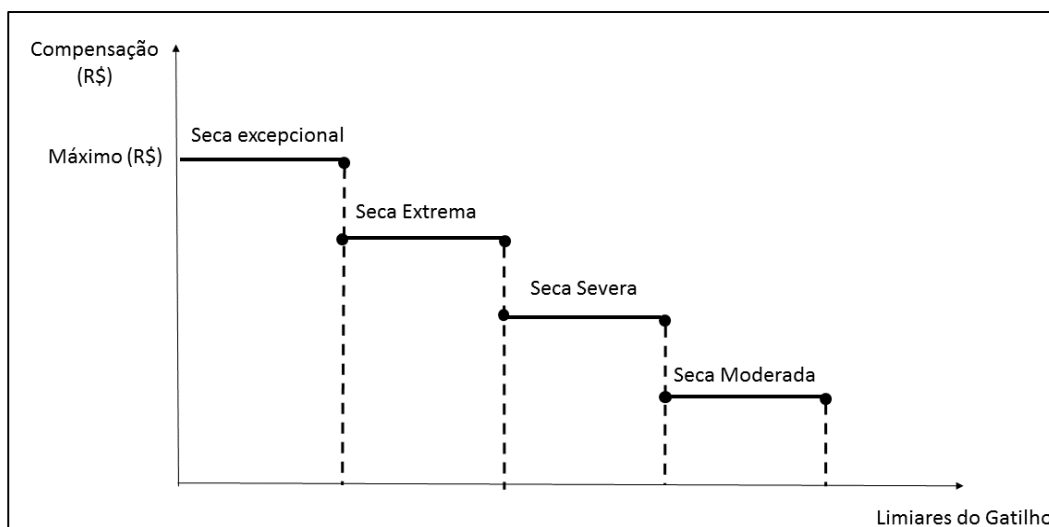 Compensação
(R$)
Seca excepcional
Máximo (R$)
Seca Extrema
Seca Severa
Seca Moderada
Limiares do Gatilho